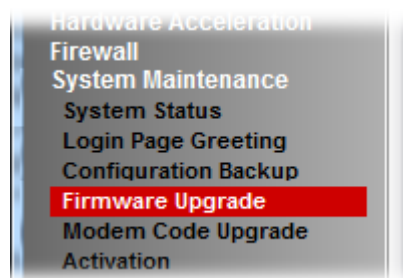 Hardware Acceleration
Firewall
System Maintenance
System Status
Login Page Greeting
Configuration Backup
Firmware Upgrade
Modem Code Upgrade
Activation